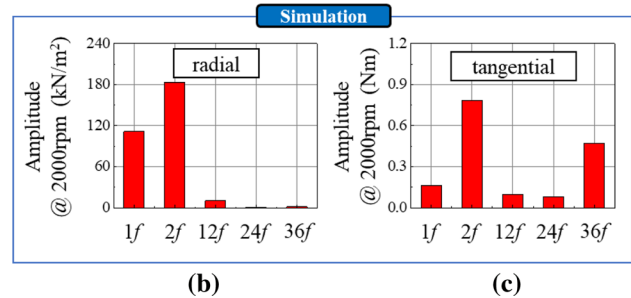 Simulation
Amplitude
@ 2000rpm (kN/m²)
240
180
120
60
0
radial
1f 2f 12f 24f 36f
(b)
Amplitude
@ 2000rpm (Nm)
1.2
0.9
0.6
0.3
0.0
tangential
1f 2f 12f 24f 36f
(c)